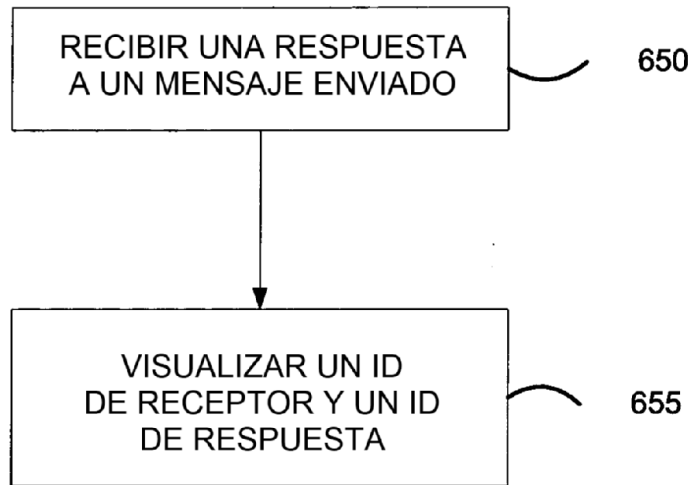 RECIBIR UNA RESPUESTA
A UN MENSAJE ENVIADO
650
VISUALIZAR UN ID
DE RECEPTOR Y UN ID
DE RESPUESTA
655